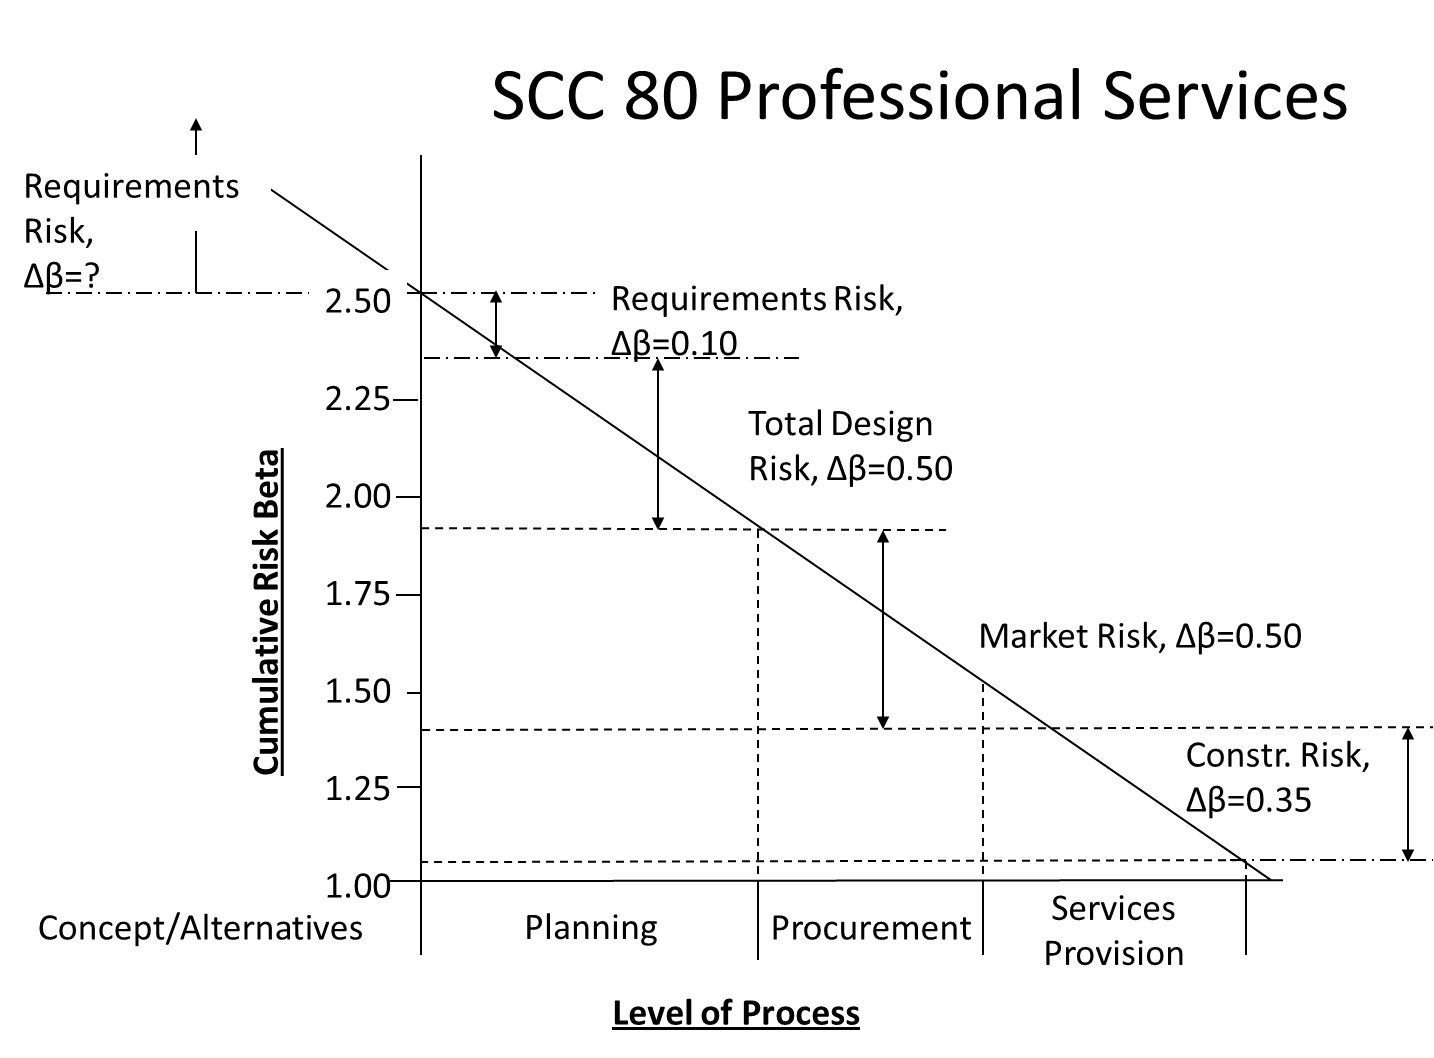 SCC 80 Professional Services
Requirements
Risk,
Δβ=?
2.50
Requirements Risk,
Δβ=0.10
2.25
Total Design
Risk, Δβ=0.50
2.00
Cumulative Risk Beta
1.75
Market Risk, Δβ=0.50
1.50
Constr. Risk,
Δβ=0.35
1.25
1.00
Concept/Alternatives
Planning
Procurement
Services
Provision
Level of Process